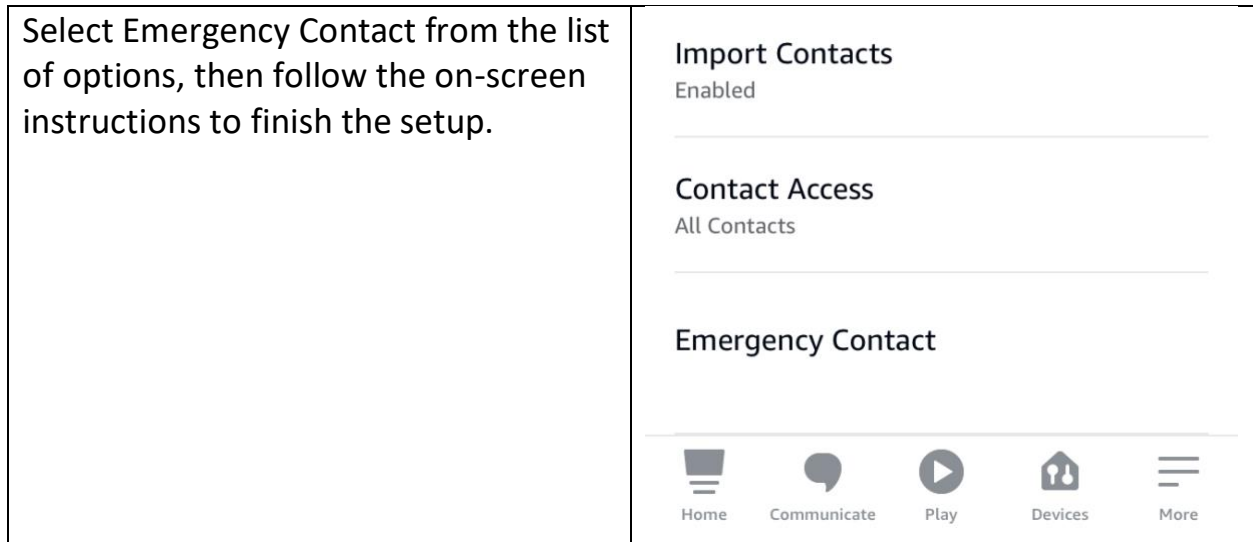 Select Emergency Contact from the list
of options, then follow the on-screen
instructions to finish the setup.
Import Contacts
Enabled
Contact Access
All Contacts
Emergency Contact
Home Communicate Play Devices More